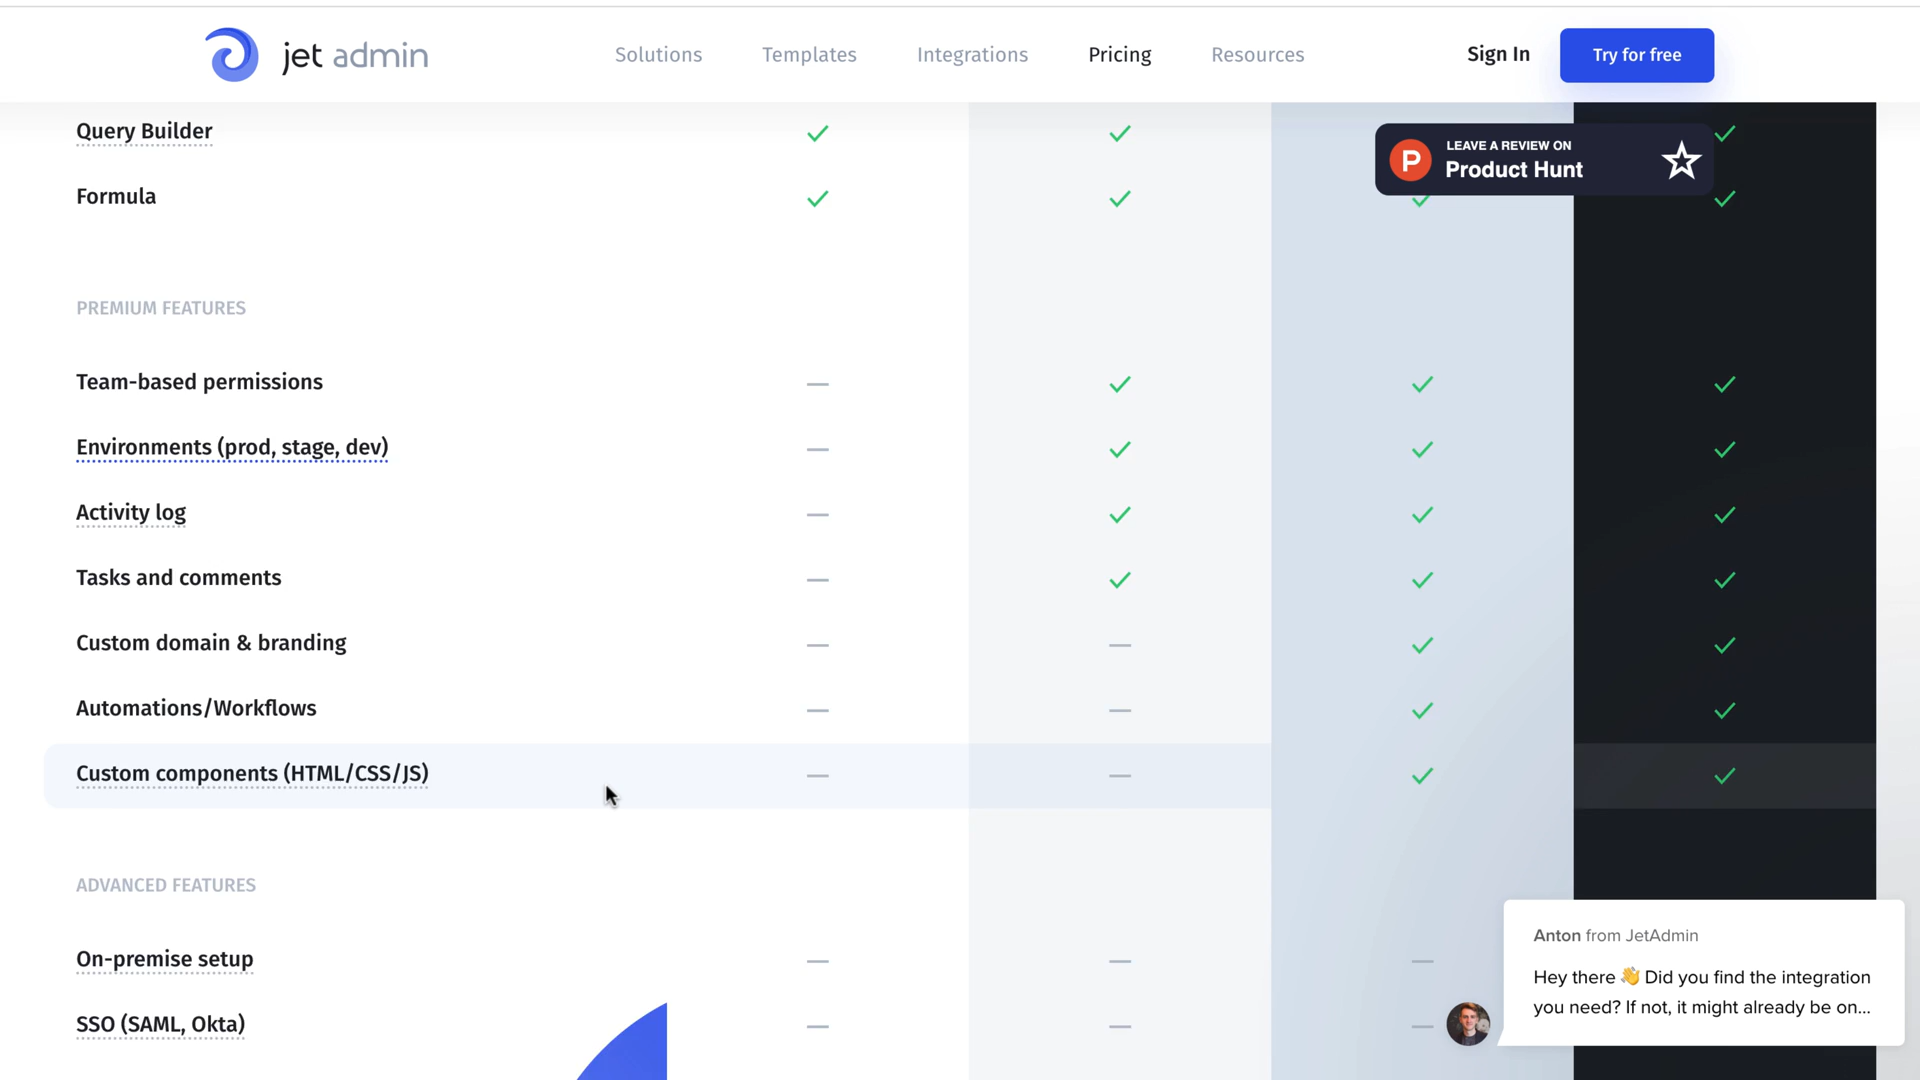 jet admin
Solutions
Templates
Integrations
Pricing
Resources
Sign In
Try for free
Query Builder
LEAVE A REVIEW ON
Product Hunt
P
Formula
PREMIUM FEATURES
Team-based permissions
Environments (prod, stage, dev)
Activity log
Tasks and comments
Custom domain & branding
Automations/Workflows
Custom components (HTML/CSS/JS)
ADVANCED FEATURES
On-premise setup
SSO (SAML, Okta)
Anton from JetAdmin
Hey there 👋 Did you find the integration
you need? If not, it might already be on...